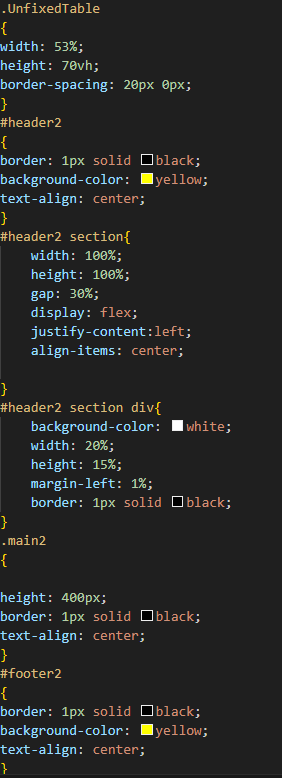 .UnfixedTable
{
width: 53%;
height: 70vh;
border-spacing: 20px 0px;
}
#header2
{
border: 1px solid black;
background-color: yellow;
text-align: center;
}
#header2 section{
    width: 100%;
    height: 100%;
    gap: 30%;
    display: flex;
    justify-content:left;
    align-items: center;

}
#header2 section div{
    background-color: white;
    width: 20%;
    height: 15%;
    margin-left: 1%;
    border: 1px solid black;
}
.main2
{

height: 400px;
border: 1px solid black;
text-align: center;
}
#footer2
{
border: 1px solid black;
background-color: yellow;
text-align: center;
}